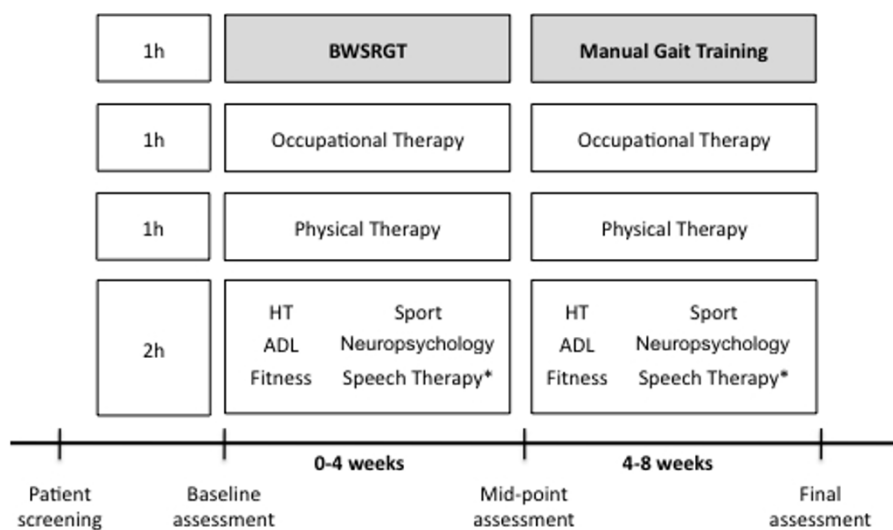 1h BWSRGT Manual Gait Training
1h Occupational Therapy Occupational Therapy
1h Physical Therapy Physical Therapy
HT Sport HT Sport
2h ADL Neuropsychology ADL Neuropsychology
Fitness Speech Therapy* Fitness Speech Therapy*
0-4 weeks 4-8 weeks
Patient Baseline Mid-point Final
screening assessment assessment assessment